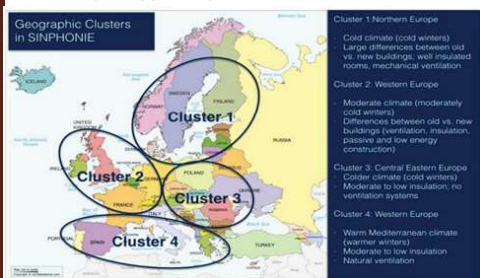 Geographic Clusters
in SINPHONIE
ICELAND
NORWAY
SWEDEN
FINLAND
RUSSIA
UNITED
KINGDOM
Cluster 1
Cluster 2
POLAND
Cluster 3
UKRAINE
FRANCE
ROMANIA
ITALY
PORTUGAL
SPAIN
Cluster 4
TURKEY
Cluster 1:Northern Europe
Cold climate (cold winters)
Large differences between old
vs. new buildings; well insulated
rooms, mechanical ventilation
Cluster 2: Western Europe
Moderate climate (moderately
cold winters)
Differences between old vs. new
buildings (ventilation, insulation,
passive and low energy
construction)
Cluster 3: Central Eastern Europe
Colder climate (cold winters)
Moderate to low insulation; no
ventilation systems
Cluster 4: Western Europe
Warm Mediterranean climate
(warmer winters)
Moderate to low insulation
Natural ventilation